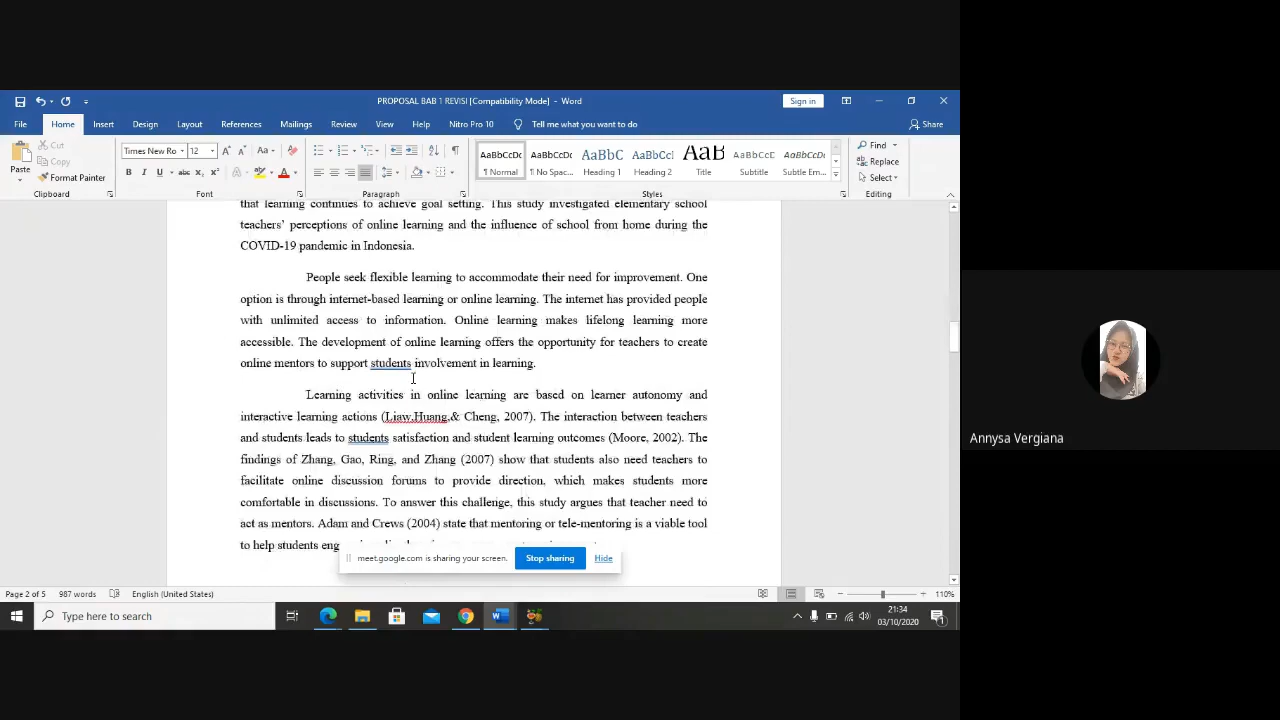 PROPOSAL BAB 1 REVISI [Compatibility Mode] - Word
Sign in
File Home Insert Design Layout References Mailings Review View Help Nitro Pro 10 Tell me what you want to do Share
Paste
Cut
Copy
Format Painter
Clipboard
Times New Ro 12
Font
Paragraph
AaBbCcDc AaBbCcDc AaBbC AaBbCcI AaB AaBbCcD AaBbCcDc
¶ Normal ¶ No Spac... Heading 1 Heading 2 Title Subtitle Subtle Em...
Styles
Find
Replace
Select
Editing
that learning continues to achieve goal setting. This study investigated elementary school
teachers’ perceptions of online learning and the influence of school from home during the
COVID-19 pandemic in Indonesia.
People seek flexible learning to accommodate their need for improvement. One
option is through internet-based learning or online learning. The internet has provided people
with unlimited access to information. Online learning makes lifelong learning more
accessible. The development of online learning offers the opportunity for teachers to create
online mentors to support students involvement in learning.
Learning activities in online learning are based on learner autonomy and
interactive learning actions (Liaw,Huang,& Cheng, 2007). The interaction between teachers
and students leads to students satisfaction and student learning outcomes (Moore, 2002). The
findings of Zhang, Gao, Ring, and Zhang (2007) show that students also need teachers to
facilitate online discussion forums to provide direction, which makes students more
comfortable in discussions. To answer this challenge, this study argues that teacher need to
act as mentors. Adam and Crews (2004) state that mentoring or tele-mentoring is a viable tool
to help students eng
meet.google.com is sharing your screen. Stop sharing Hide
Page 2 of 5 987 words English (United States) 110%
Type here to search
21:34
03/10/2020
Annysa Vergiana